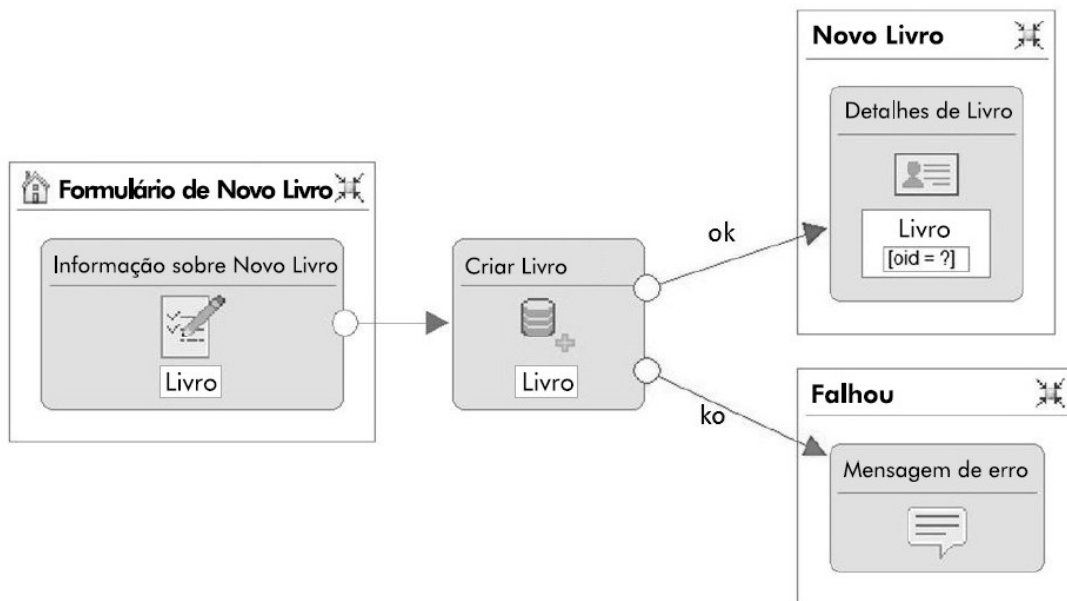 Formulário de Novo Livro
Informação sobre Novo Livro
Livro
Criar Livro
Livro
ok
ko
Novo Livro
Detalhes de Livro
Livro
[oid = ?]
Falhou
Mensagem de erro